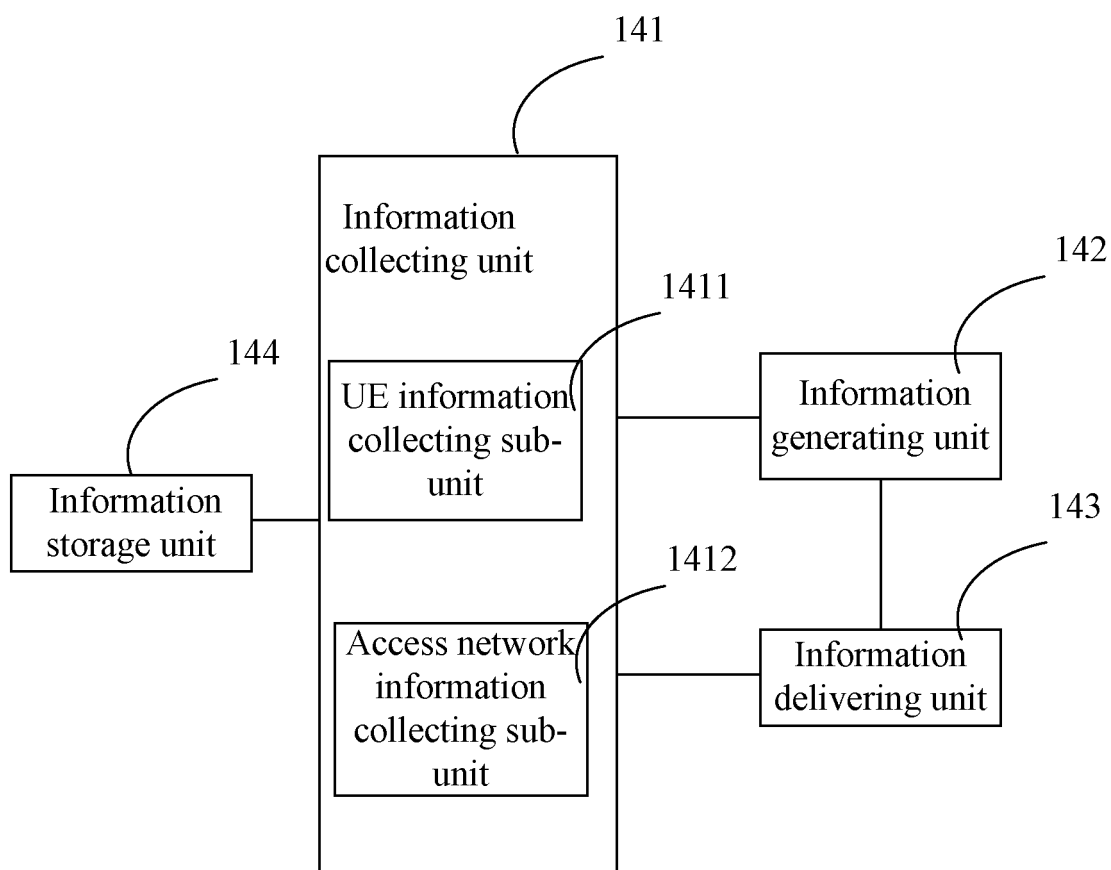 141
Information
collecting unit
142
1411
144
UE information
collecting sub-
unit
Information
generating unit
Information
storage unit
143
1412
Access network
information
collecting sub-
unit
Information
delivering unit